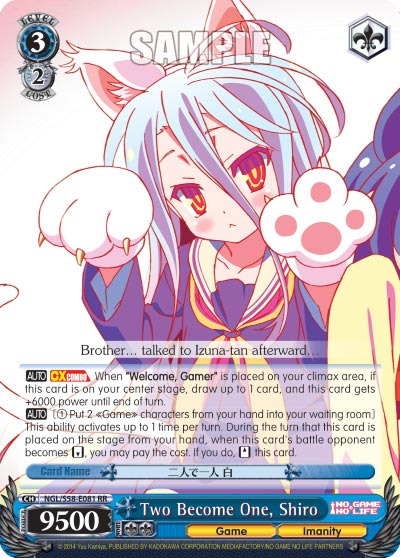 LEVEL
3
2
COST
SAMPLE
Brother... talked to Izuna-tan afterward...
AUTO CX COMBO When "Welcome, Gamer" is placed on your climax area, if
this card is on your center stage, draw up to 1 card, and this card gets
+6000 power until end of turn.
AUTO [① Put 2 «Game» characters from your hand into your waiting room]
This ability activates up to 1 time per turn. During the turn that this card is
placed on the stage from your hand, when this card's battle opponent
becomes [], you may pay the cost. If you do, [] this card.
Card Name
二人で一人 白
CH NGL/S58-E081 RR
POWER
9500
Two Become One, Shiro
NO GAME
NO LIFE
Game
Imanity
© 2014 Yuu Kamiya, PUBLISHED BY KADOKAWA CORPORATION MEDIAFACTORY/NO GAME NO LIFE PARTNERS